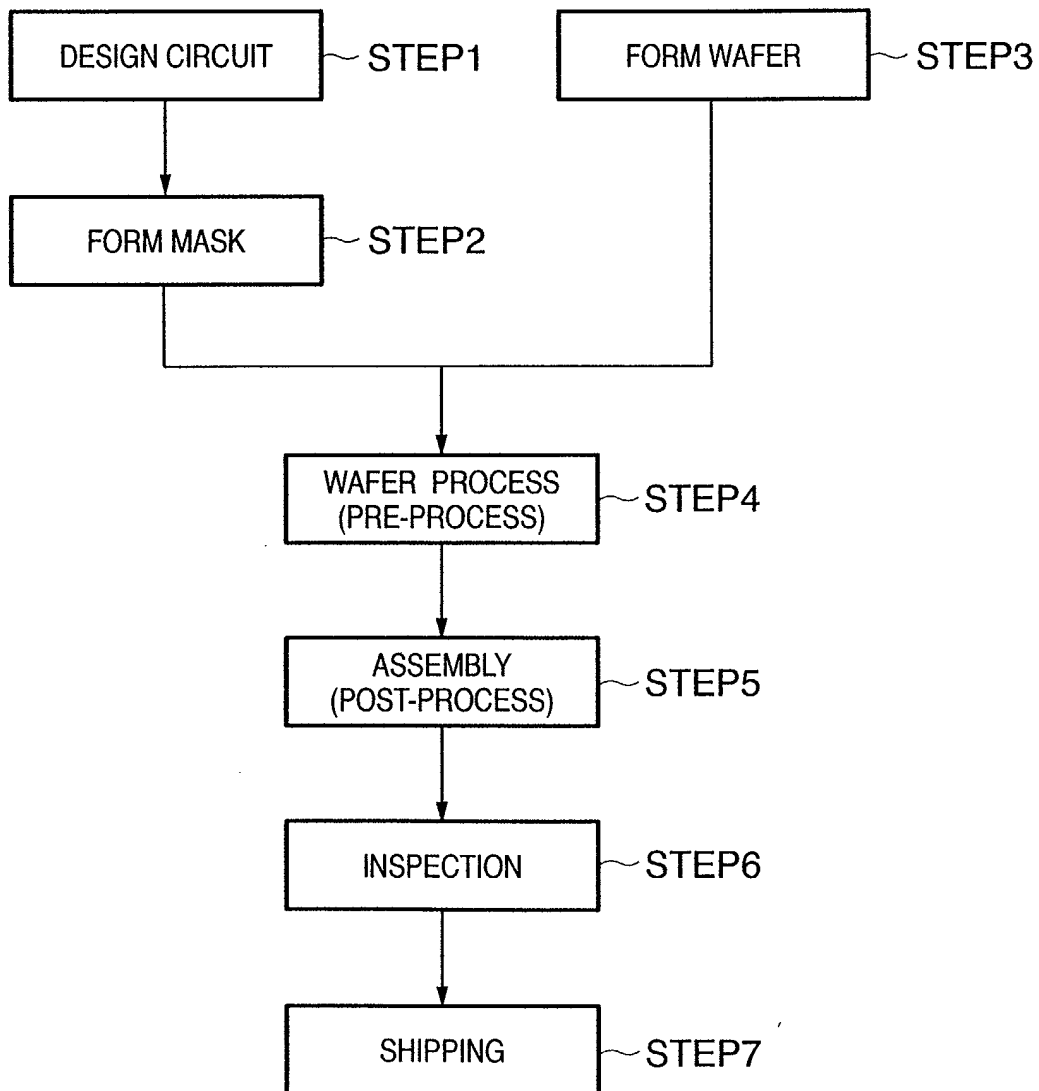 DESIGN CIRCUIT
STEP1
FORM WAFER
STEP3
FORM MASK
STEP2
WAFER PROCESS
(PRE-PROCESS)
STEP4
ASSEMBLY
(POST-PROCESS)
STEP5
INSPECTION
STEP6
SHIPPING
STEP7